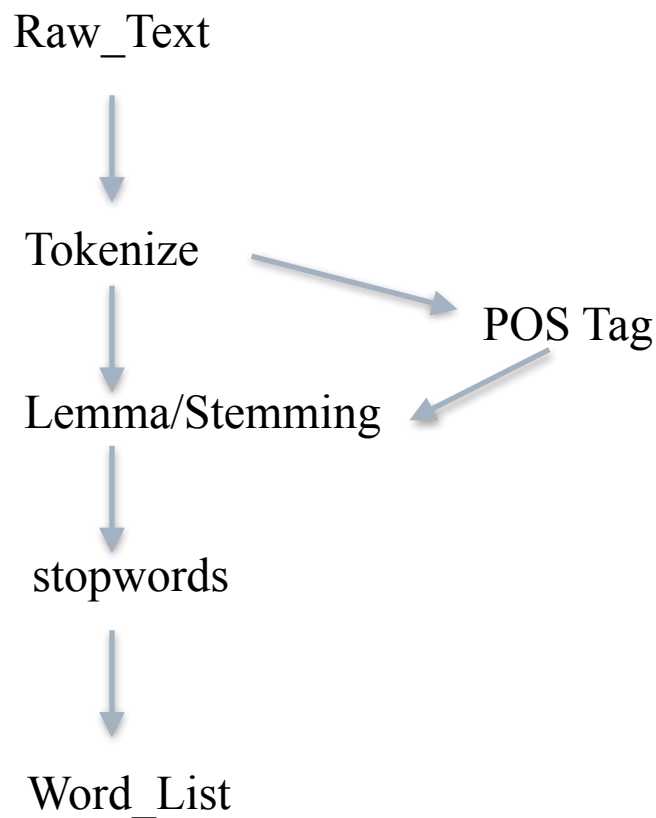 Raw_Text
Tokenize
POS Tag
Lemma/Stemming
stopwords
Word_List